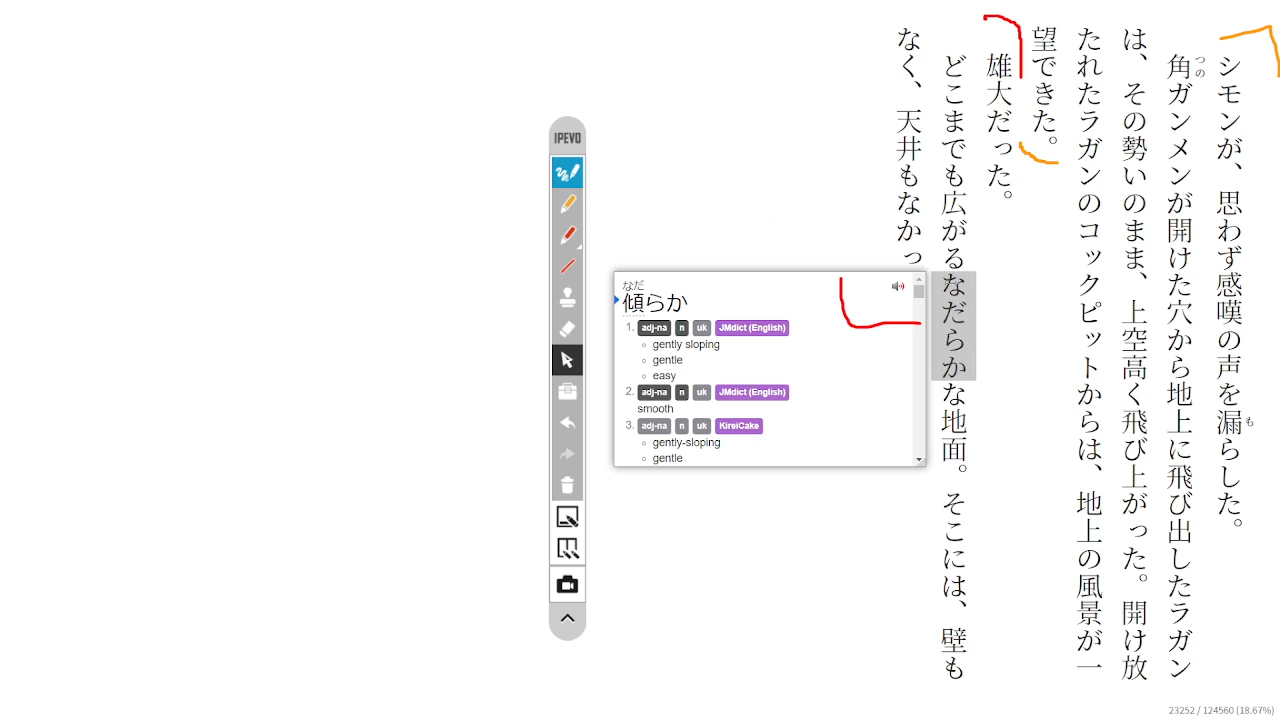 シモンが、思わず感嘆の声を漏らした。
も
角ガンメンが開けた穴から地上に飛び出したラガン
つの
は、その勢いのまま、上空高く飛び上がった。開け放
たれたラガンのコックピットからは、地上の風景が一
望できた。
雄大だった。
どこまでも広がるなだらかな地面。そこには、壁も
なく、天井もなかっ
IPEVO
なだ
傾らか
1. adj-na n uk JMdict (English)
gently sloping
gentle
easy
2. adj-na n uk JMdict (English)
smooth
3. adj-na n uk KireiCake
gently-sloping
gentle
23252 / 124560 (18.67%)